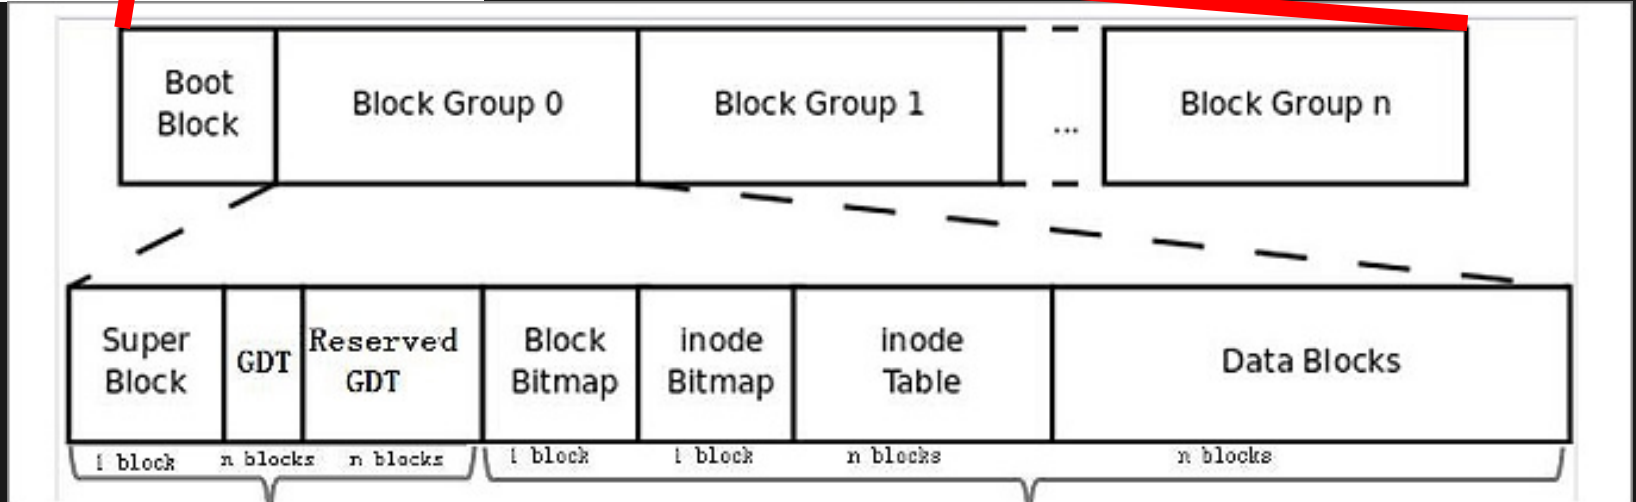 Boot
Block
Block Group 0
Block Group 1
...
Block Group n
Super
Block
GDT
Reserved
GDT
Block
Bitmap
inode
Bitmap
inode
Table
Data Blocks
1 block
n blocks
n blocks
1 block
1 block
n blocks
n blocks